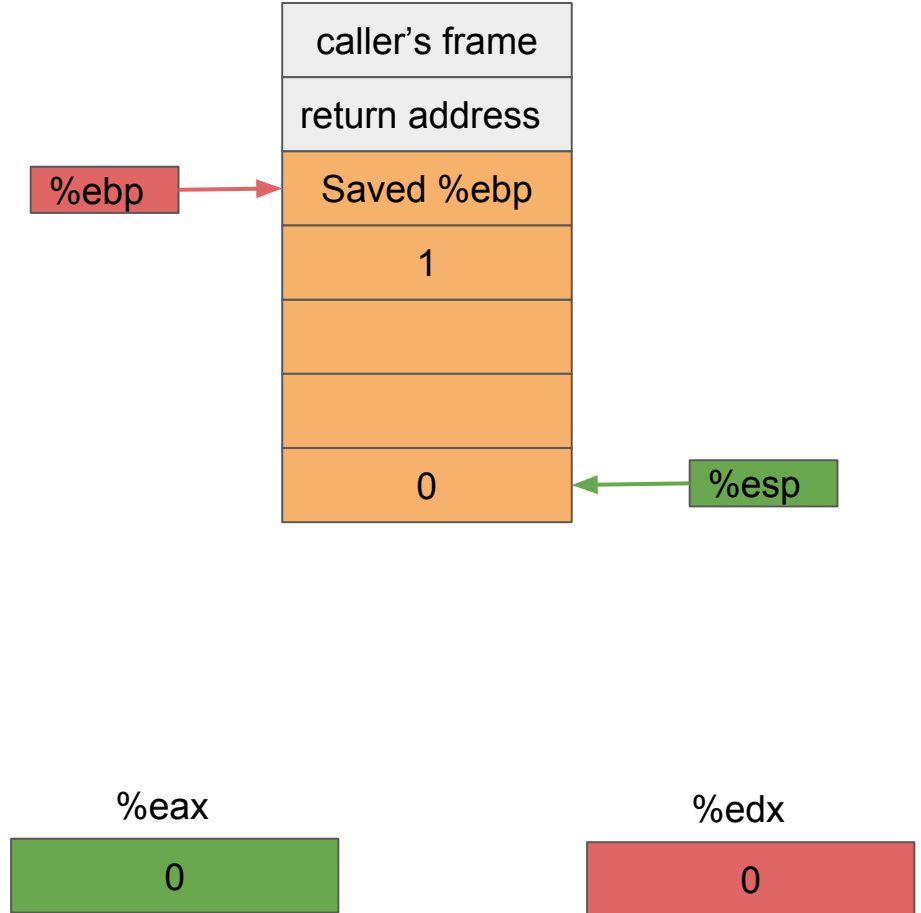 caller’s frame
return address
%ebp
Saved %ebp
1
0
%esp
%eax
%edx
0
0